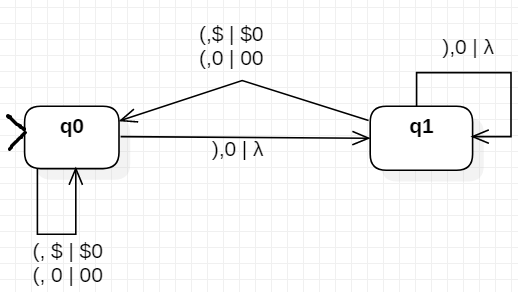 (,$ | $0
(,0 | 00
),0 | λ
q0
q1
),0 | λ
(, $ | $0
(, 0 | 00